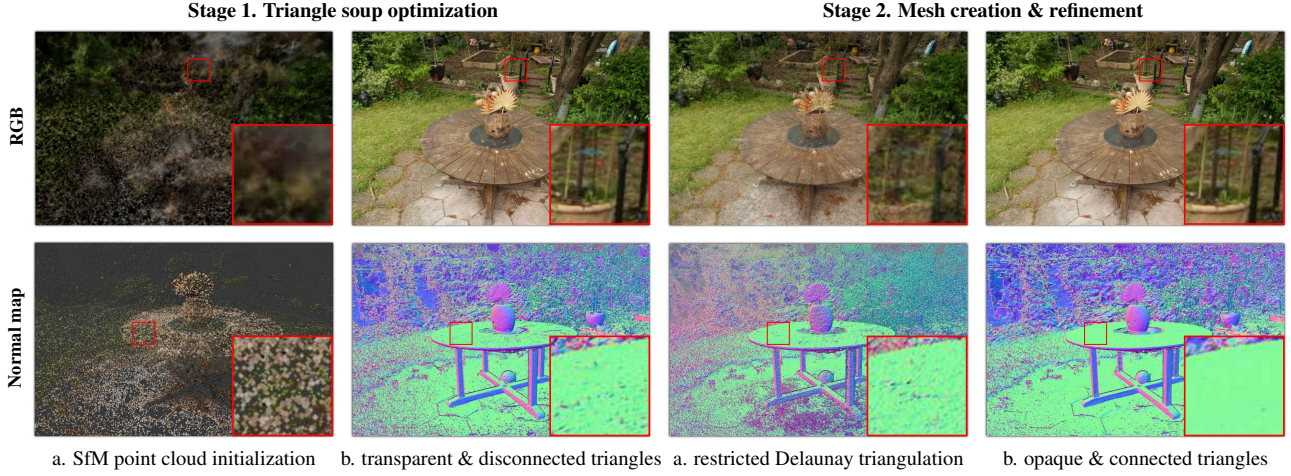 Stage 1. Triangle soup optimization
Stage 2. Mesh creation & refinement
RGB
Normal map
a. SfM point cloud initialization
b. transparent & disconnected triangles
a. restricted Delaunay triangulation
b. opaque & connected triangles